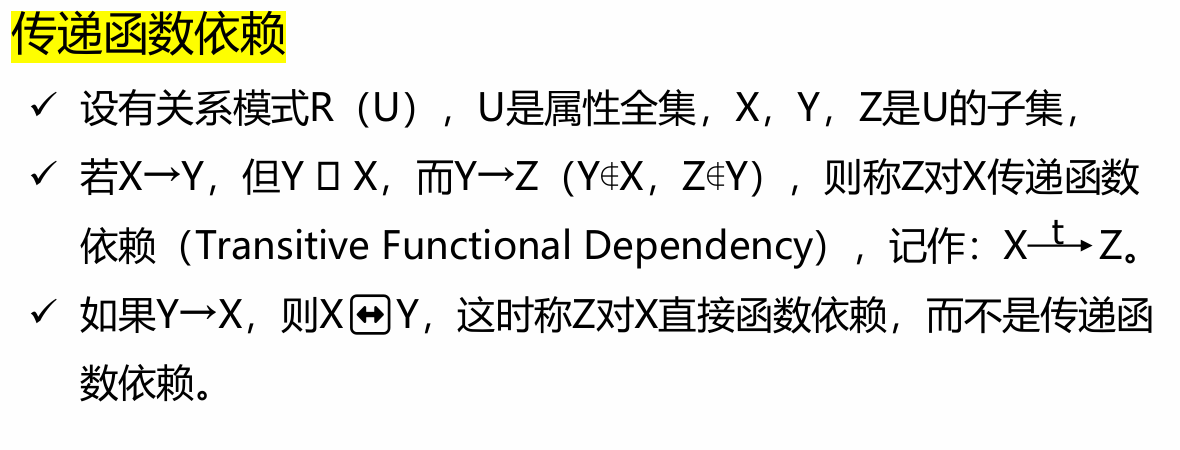 传递函数依赖
✓ 设有关系模式R（U），U是属性全集，X，Y，Z是U的子集，
✓ 若X→Y，但Y □ X，而Y→Z（Y∉X，Z∉Y），则称Z对X传递函数
依赖（Transitive Functional Dependency），记作：X—t→Z。
✓ 如果Y→X，则X↔Y，这时称Z对X直接函数依赖，而不是传递函
数依赖。